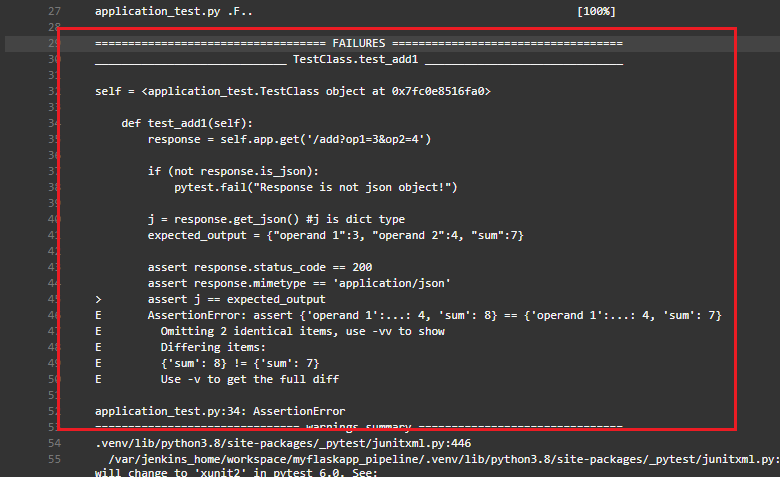 27 application_test.py .F.. [100%]
28
29 =================================== FAILURES ===================================
30 _____________________________ TestClass.test_add1 ______________________________
31
32 self = <application_test.TestClass object at 0x7fc0e8516fa0>
33
34 def test_add1(self):
35 response = self.app.get('/add?op1=3&op2=4')
36
37 if (not response.is_json):
38 pytest.fail("Response is not json object!")
39
40 j = response.get_json() #j is dict type
41 expected_output = {"operand 1":3, "operand 2":4, "sum":7}
42
43 assert response.status_code == 200
44 assert response.mimetype == 'application/json'
45 > assert j == expected_output
46 E AssertionError: assert {'operand 1':...: 4, 'sum': 8} == {'operand 1':...: 4, 'sum': 7}
47 E Omitting 2 identical items, use -vv to show
48 E Differing items:
49 E {'sum': 8} != {'sum': 7}
50 E Use -v to get the full diff
51
52 application_test.py:34: AssertionError
53 =============================== warnings summary ===============================
54 .venv/lib/python3.8/site-packages/_pytest/junitxml.py:446
55 /var/jenkins_home/workspace/myflaskapp_pipeline/.venv/lib/python3.8/site-packages/_pytest/junitxml.py:
will change to 'xunit2' in pytest 6.0. See: